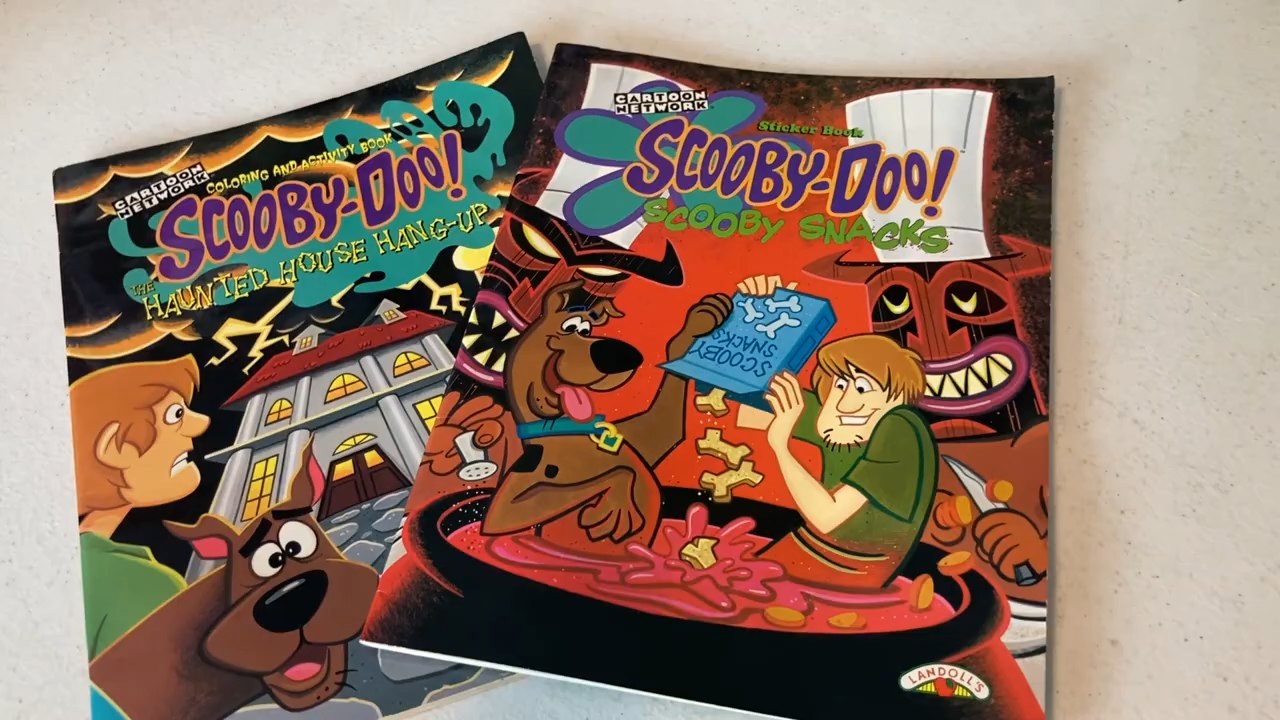 CARTOON
NETWORK
COLORING AND ACTIVITY BOOK
SCOOBY-DOO!
THE
HAUNTED HOUSE HANG-UP
CARTOON
NETWORK
Sticker Book
SCOOBY-DOO!
SCOOBY SNACKS
SCOOBY
SNACKS
LANDOLL'S